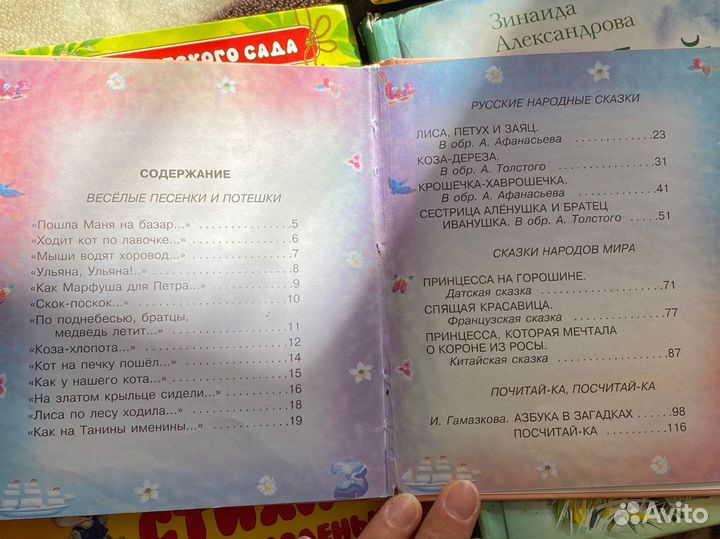 ТСКОГО САДА
Зинаида
Александрова
СОДЕРЖАНИЕ
ВЕСЁЛЫЕ ПЕСЕНКИ И ПОТЕШКИ
«Пошла Маня на базар...» . . . . . . . . . . . . .5
«Ходит кот по лавочке...» . . . . . . . . . . . . .6
«Мыши водят хоровод...» . . . . . . . . . . . . .7
«Ульяна, Ульяна!..» . . . . . . . . . . . . . . . . . .8
«Как Марфуша для Петра...» . . . . . . . . . .9
«Скок-поскок...» . . . . . . . . . . . . . . . . . . . .10
«По поднебесью, братцы,
медведь летит...» . . . . . . . . . . . . . . . .11
«Коза-хлопота...» . . . . . . . . . . . . . . . . . . .12
«Кот на печку пошёл...» . . . . . . . . . . . . .14
«Как у нашего кота...» . . . . . . . . . . . . . . .15
«На златом крыльце сидели...» . . . . . . . .16
«Лиса по лесу ходила...» . . . . . . . . . . . . .18
«Как на Танины именины...» . . . . . . . . . .19
РУССКИЕ НАРОДНЫЕ СКАЗКИ
ЛИСА, ПЕТУХ И ЗАЯЦ.
В обр. А. Афанасьева . . . . . . . . . . . .23
КОЗА-ДЕРЕЗА.
В обр. А. Толстого . . . . . . . . . . . . . .31
КРОШЕЧКА-ХАВРОШЕЧКА.
В обр. А. Афанасьева . . . . . . . . . . . .41
СЕСТРИЦА АЛЁНУШКА И БРАТЕЦ
ИВАНУШКА. В обр. А. Толстого . . . . .51
СКАЗКИ НАРОДОВ МИРА
ПРИНЦЕССА НА ГОРОШИНЕ.
Датская сказка . . . . . . . . . . . . . . . . .71
СПЯЩАЯ КРАСАВИЦА.
Французская сказка . . . . . . . . . . . . .77
ПРИНЦЕССА, КОТОРАЯ МЕЧТАЛА
О КОРОНЕ ИЗ РОСЫ.
Китайская сказка . . . . . . . . . . . . . . .87
ПОЧИТАЙ-КА, ПОСЧИТАЙ-КА
И. Гамазкова. АЗБУКА В ЗАГАДКАХ . . . . .98
ПОСЧИТАЙ-КА . . . . . . . . . .116
СТИХИ
Avito